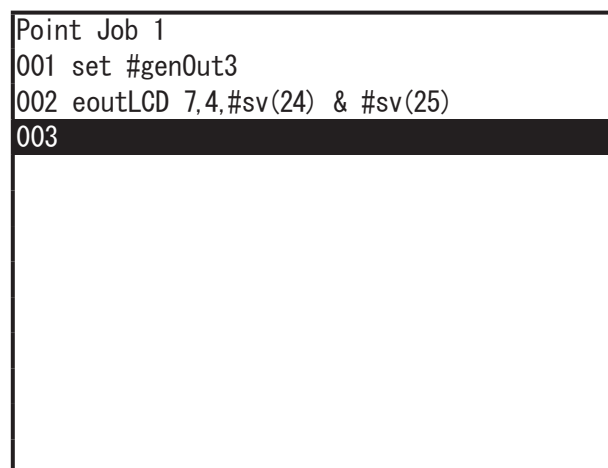 Point Job 1
001 set #genOut3
002 eoutLCD 7,4,#sv(24) & #sv(25)
003